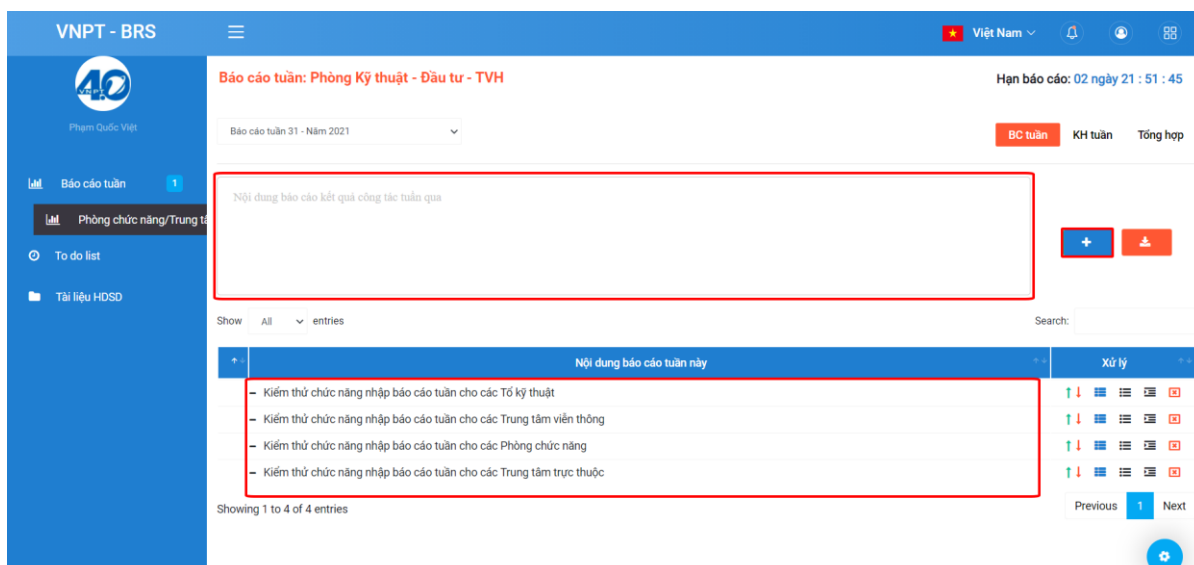 VNPT - BRS
Việt Nam
4.0
VNPT
Phạm Quốc Việt
Báo cáo tuần: Phòng Kỹ thuật - Đầu tư - TVH
Hạn báo cáo: 02 ngày 21 : 51 : 45
Báo cáo tuần 31 - Năm 2021
BC tuần KH tuần Tổng hợp
Báo cáo tuần 1
Phòng chức năng/Trung tâ
To do list
Tài liệu HDSD
Nội dung báo cáo kết quả công tác tuần qua
+
Show All entries
Search:
Nội dung báo cáo tuần này Xử lý
– Kiểm thử chức năng nhập báo cáo tuần cho các Tổ kỹ thuật
– Kiểm thử chức năng nhập báo cáo tuần cho các Trung tâm viễn thông
– Kiểm thử chức năng nhập báo cáo tuần cho các Phòng chức năng
– Kiểm thử chức năng nhập báo cáo tuần cho các Trung tâm trực thuộc
Showing 1 to 4 of 4 entries
Previous 1 Next